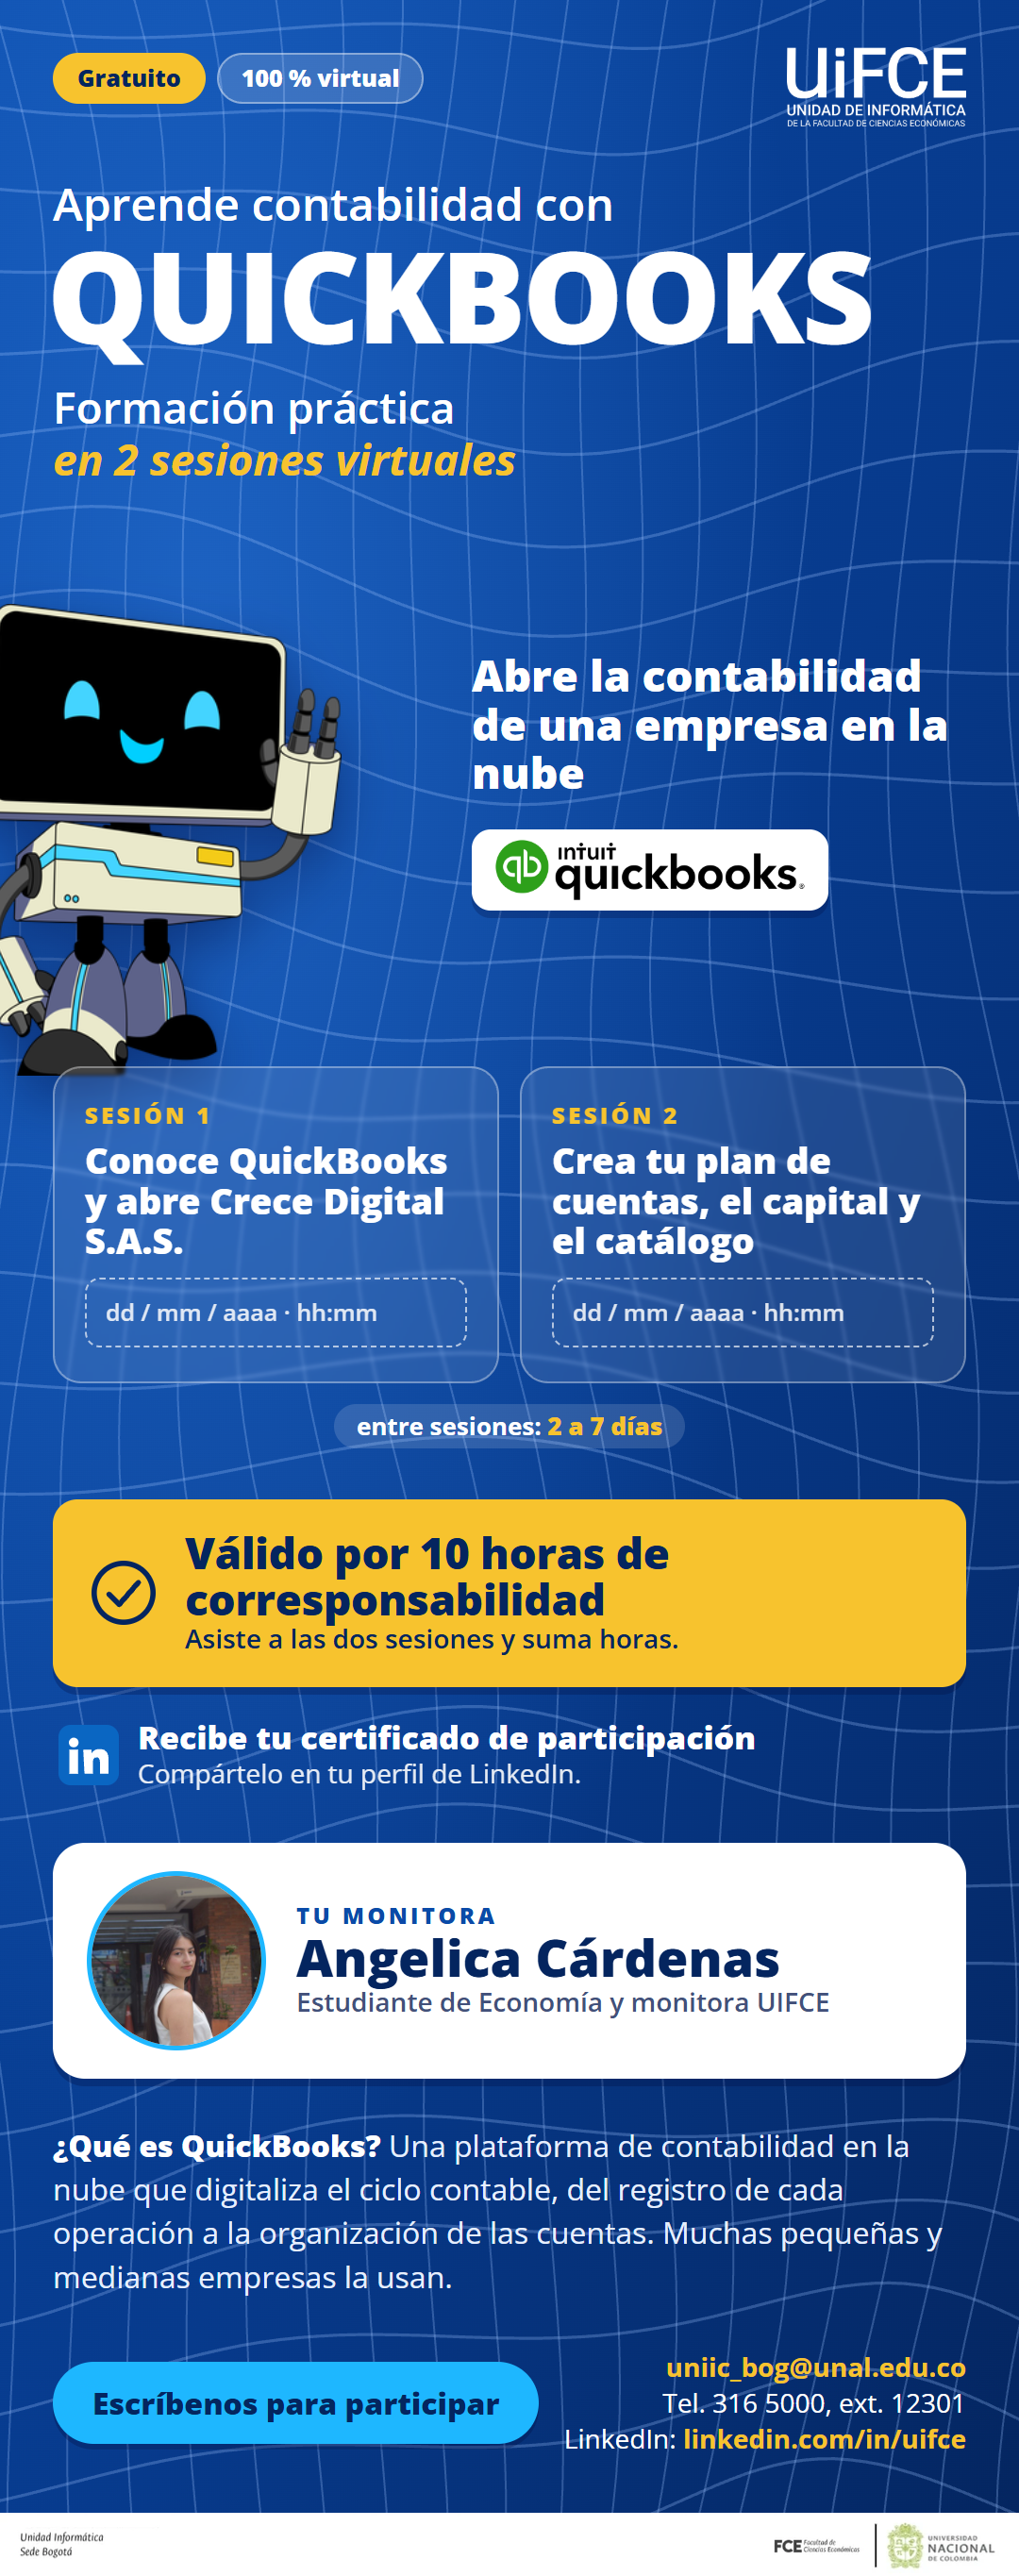 Gratuito
100 % virtual
UiFCE
UNIDAD DE INFORMÁTICA
DE LA FACULTAD DE CIENCIAS ECONÓMICAS
Aprende contabilidad con
QUICKBOOKS
Formación práctica
en 2 sesiones virtuales
Abre la contabilidad
de una empresa en la
nube
qb
intuit
quickbooks®
SESIÓN 1
Conoce QuickBooks
y abre Crece Digital
S.A.S.
dd / mm / aaaa · hh:mm
SESIÓN 2
Crea tu plan de
cuentas, el capital y
el catálogo
dd / mm / aaaa · hh:mm
entre sesiones: 2 a 7 días
Válido por 10 horas de
corresponsabilidad
Asiste a las dos sesiones y suma horas.
in
Recibe tu certificado de participación
Compártelo en tu perfil de LinkedIn.
TU MONITORA
Angelica Cárdenas
Estudiante de Economía y monitora UIFCE
¿Qué es QuickBooks? Una plataforma de contabilidad en la
nube que digitaliza el ciclo contable, del registro de cada
operación a la organización de las cuentas. Muchas pequeñas y
medianas empresas la usan.
Escríbenos para participar
uniic_bog@unal.edu.co
Tel. 316 5000, ext. 12301
LinkedIn: linkedin.com/in/uifce
Unidad Informática
Sede Bogotá
FCE
Facultad de
Ciencias Económicas
UNIVERSIDAD
NACIONAL
DE COLOMBIA